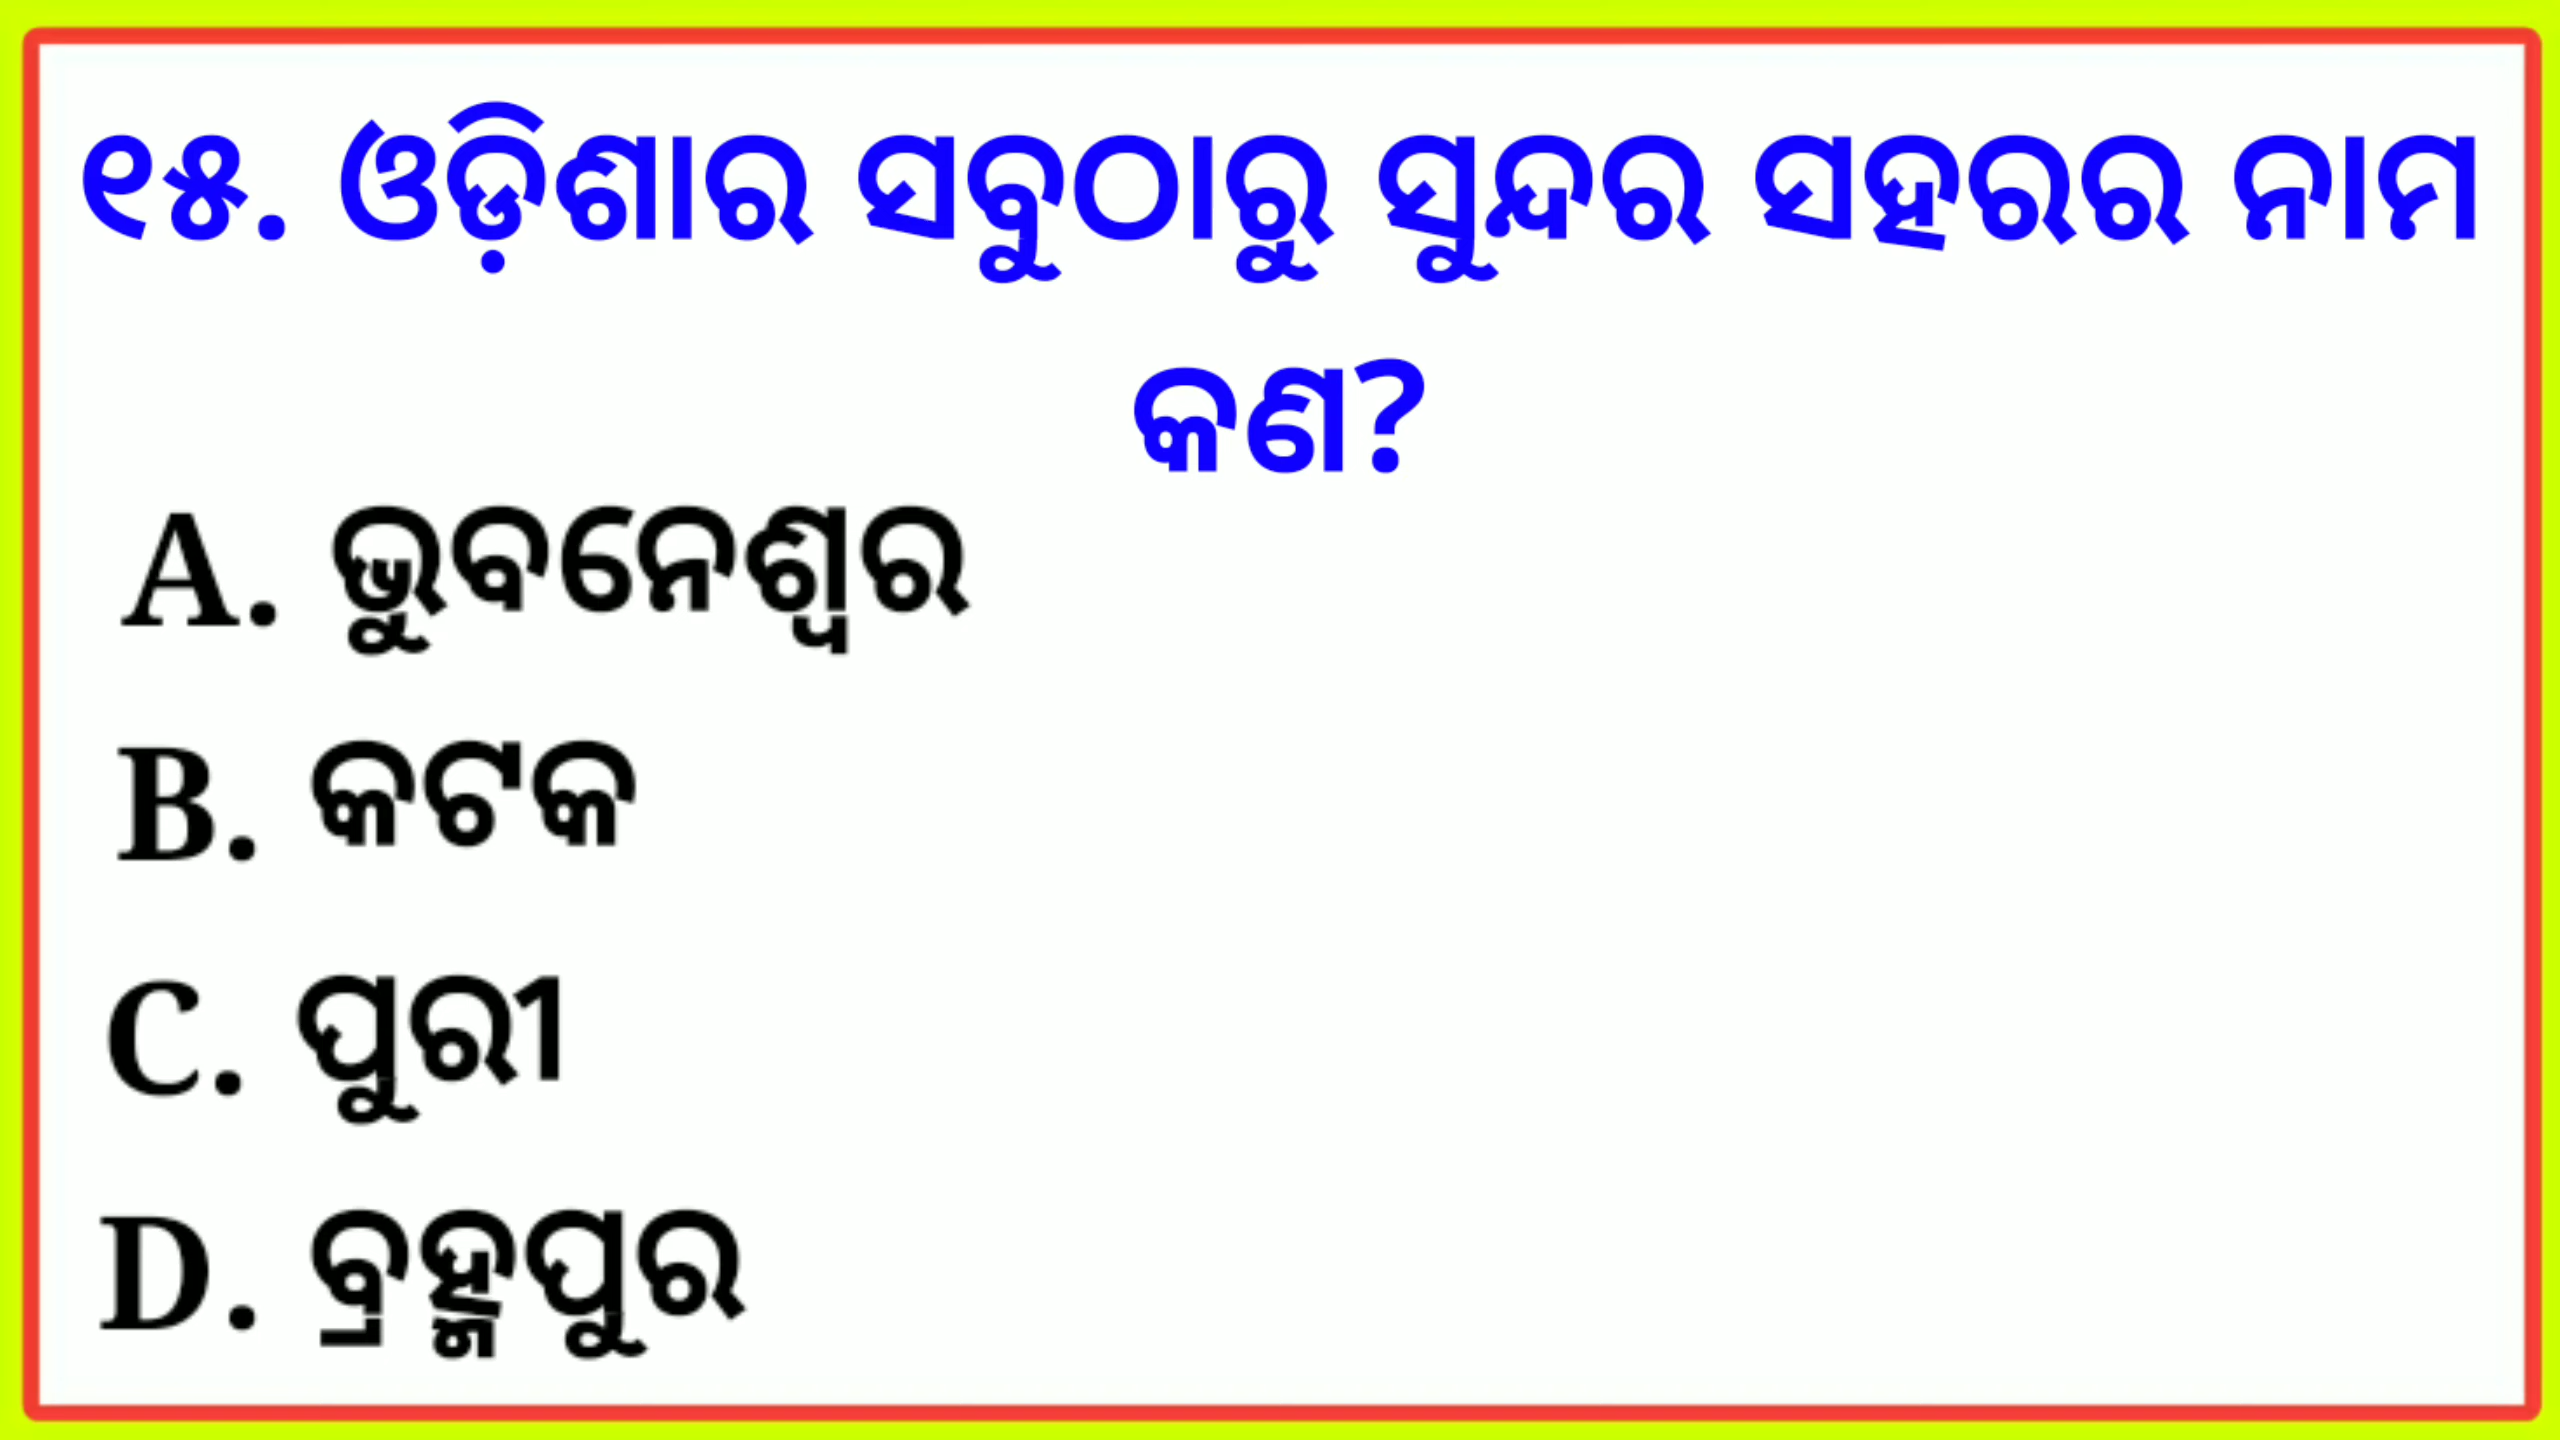 ୧୫. ଓଡ଼ିଶାର ସବୁଠାରୁ ସୁନ୍ଦର ସହରର ନାମ
କଣ?
A. ଭୁବନେଶ୍ୱର
B. କଟକ
C. ପୁରୀ
D. ବ୍ରହ୍ମପୁର